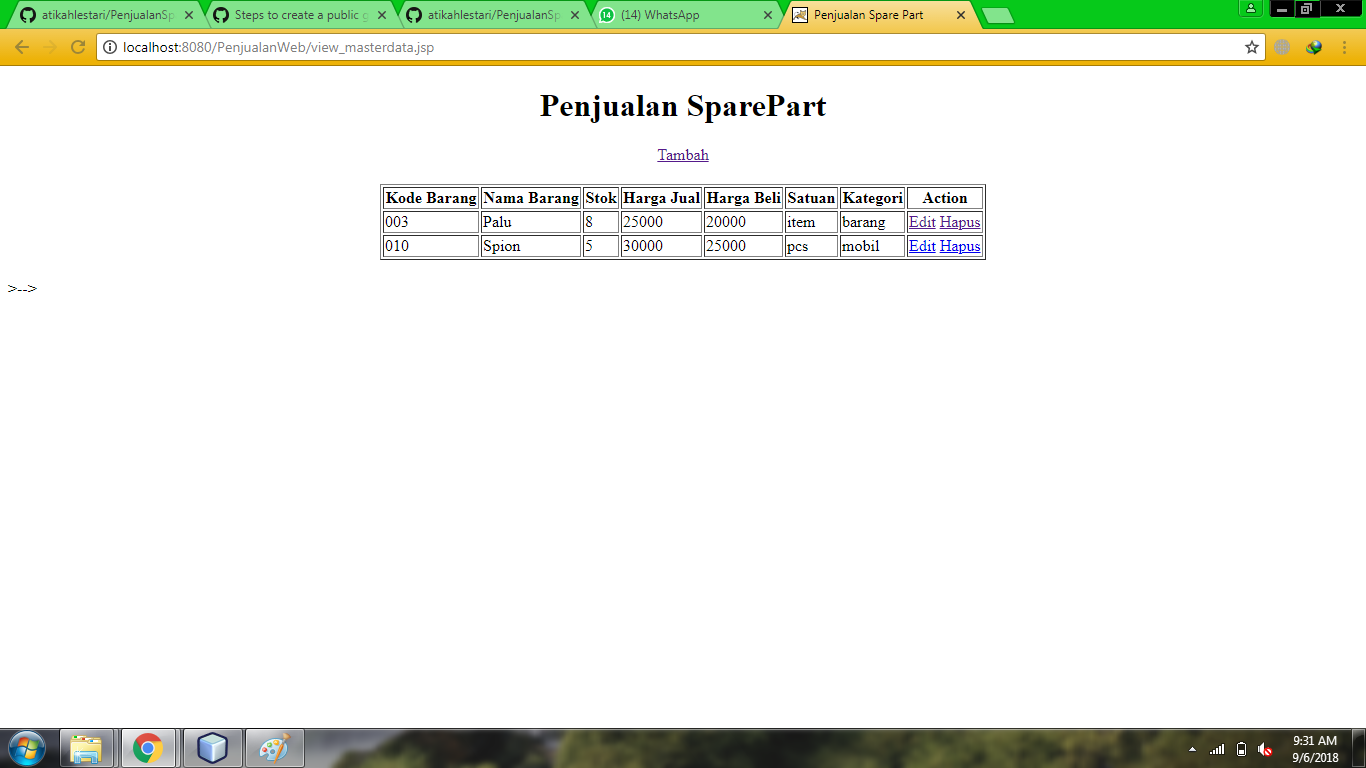 atikahlestari/PenjualanSp
Steps to create a public g
atikahlestari/PenjualanSp
14
(14) WhatsApp
Penjualan Spare Part
localhost:8080/PenjualanWeb/view_masterdata.jsp
Penjualan SparePart
Tambah
Kode Barang Nama Barang Stok Harga Jual Harga Beli Satuan Kategori Action
003 Palu 8 25000 20000 item barang Edit Hapus
010 Spion 5 30000 25000 pcs mobil Edit Hapus
>-->
9:31 AM
9/6/2018